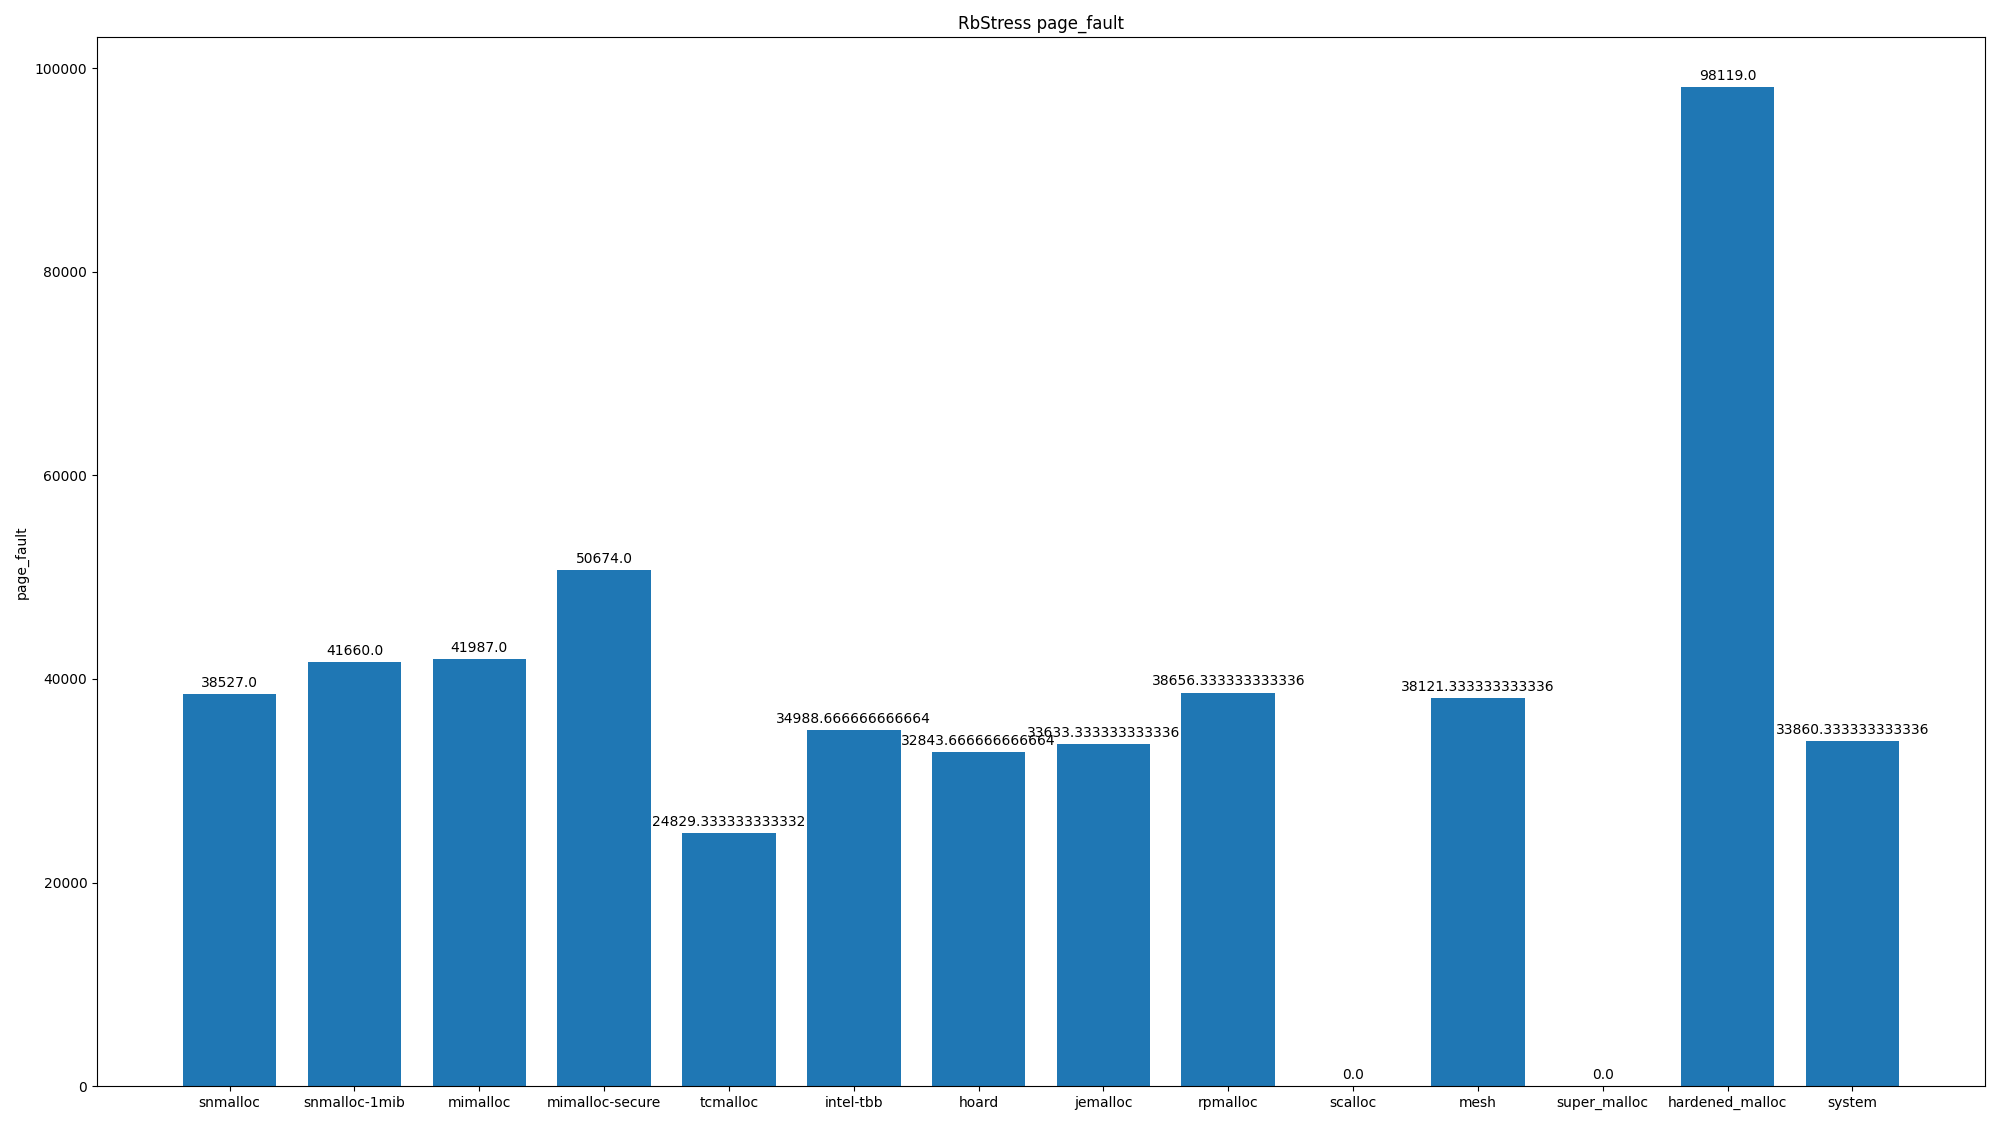 RbStress page_fault
100000
80000
60000
40000
20000
0
page_fault
38527.0
41660.0
41987.0
50674.0
24829.333333333332
34988.666666666664
32843.666666666664
33633.333333333336
38656.333333333336
0.0
38121.333333333336
0.0
98119.0
33860.333333333336
snmalloc
snmalloc-1mib
mimalloc
mimalloc-secure
tcmalloc
intel-tbb
hoard
jemalloc
rpmalloc
scalloc
mesh
super_malloc
hardened_malloc
system